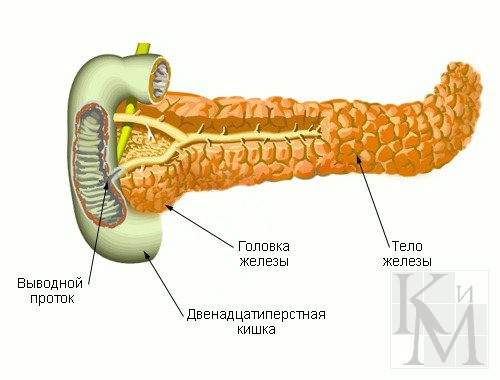 Головка
железы
Тело
железы
Выводной
проток
Двенадцатиперстная
кишка
К и
М